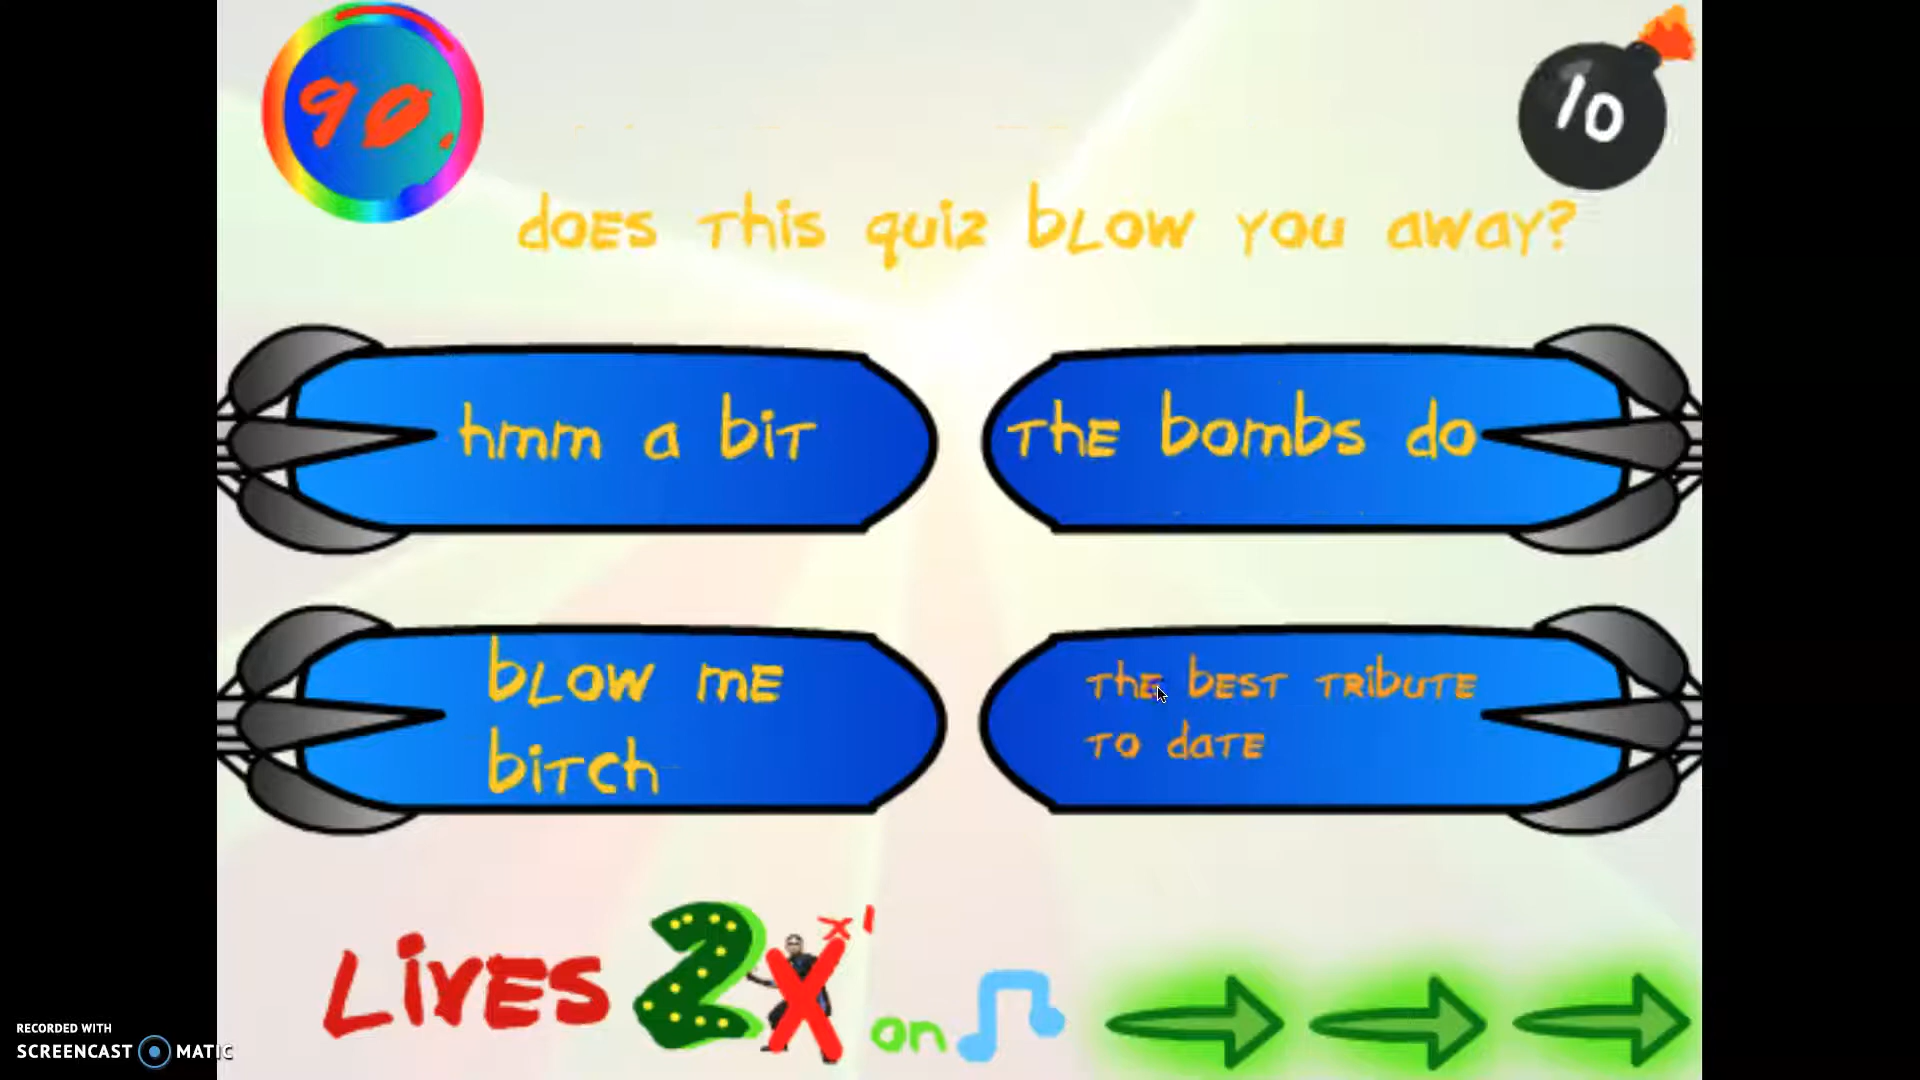 90.
10
does this quiz blow you away?
hmm a bit
the bombs do
blow me
bitch
the best tribute
to date
LiVES 2 X x1
on
RECORDED WITH
SCREENCAST MATIC